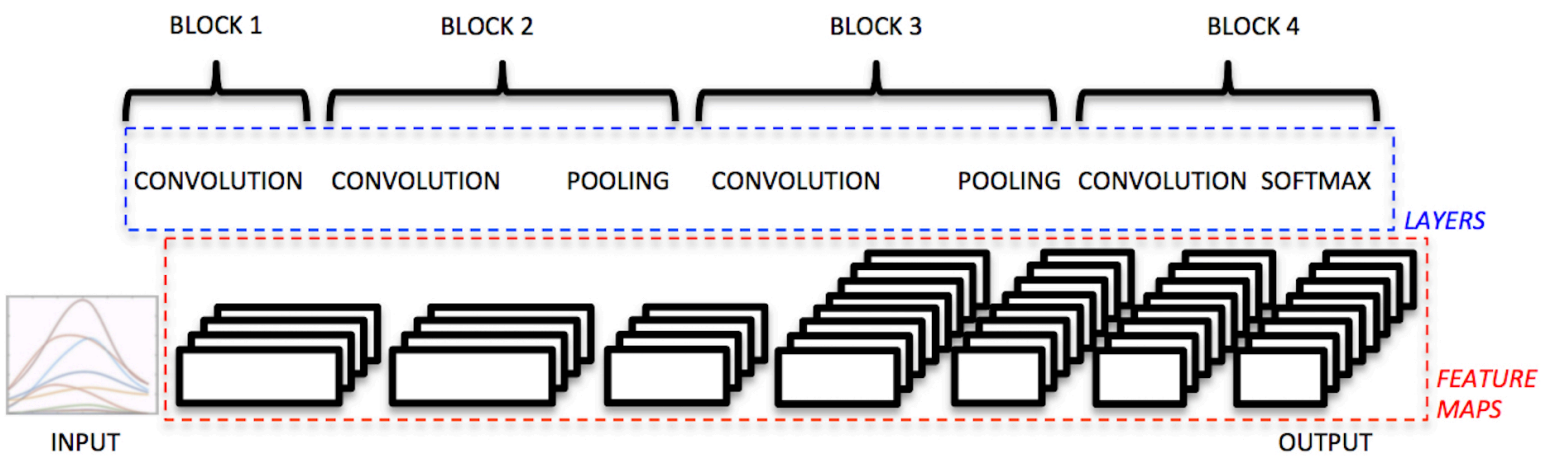 BLOCK 1 BLOCK 2 BLOCK 3 BLOCK 4
CONVOLUTION CONVOLUTION POOLING CONVOLUTION POOLING CONVOLUTION SOFTMAX
LAYERS
FEATURE
MAPS
INPUT OUTPUT